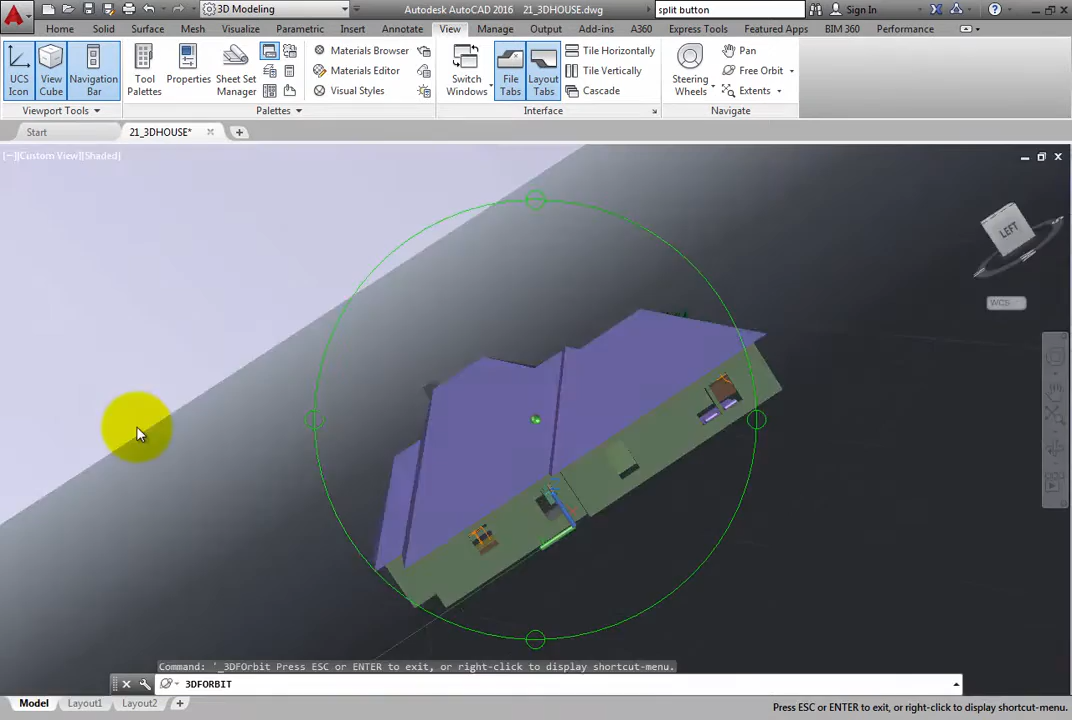 3D Modeling
Autodesk AutoCAD 2016 21_3DHOUSE.dwg
split button
Sign In
Home Solid Surface Mesh Visualize Parametric Insert Annotate View Manage Output Add-ins A360 Express Tools Featured Apps BIM 360 Performance
UCS Icon
View Cube
Navigation Bar
Tool Palettes
Properties
Sheet Set Manager
Materials Browser
Materials Editor
Visual Styles
Switch Windows
File Tabs
Layout Tabs
Tile Horizontally
Tile Vertically
Cascade
Steering Wheels
Pan
Free Orbit
Extents
Viewport Tools
Palettes
Interface
Navigate
Start
21_3DHOUSE*
[−][Custom View][Shaded]
LEFT
WCS
Command: '_3DFOrbit Press ESC or ENTER to exit, or right-click to display shortcut-menu.
3DFORBIT
Model Layout1 Layout2
Press ESC or ENTER to exit, or right-click to display shortcut-menu.